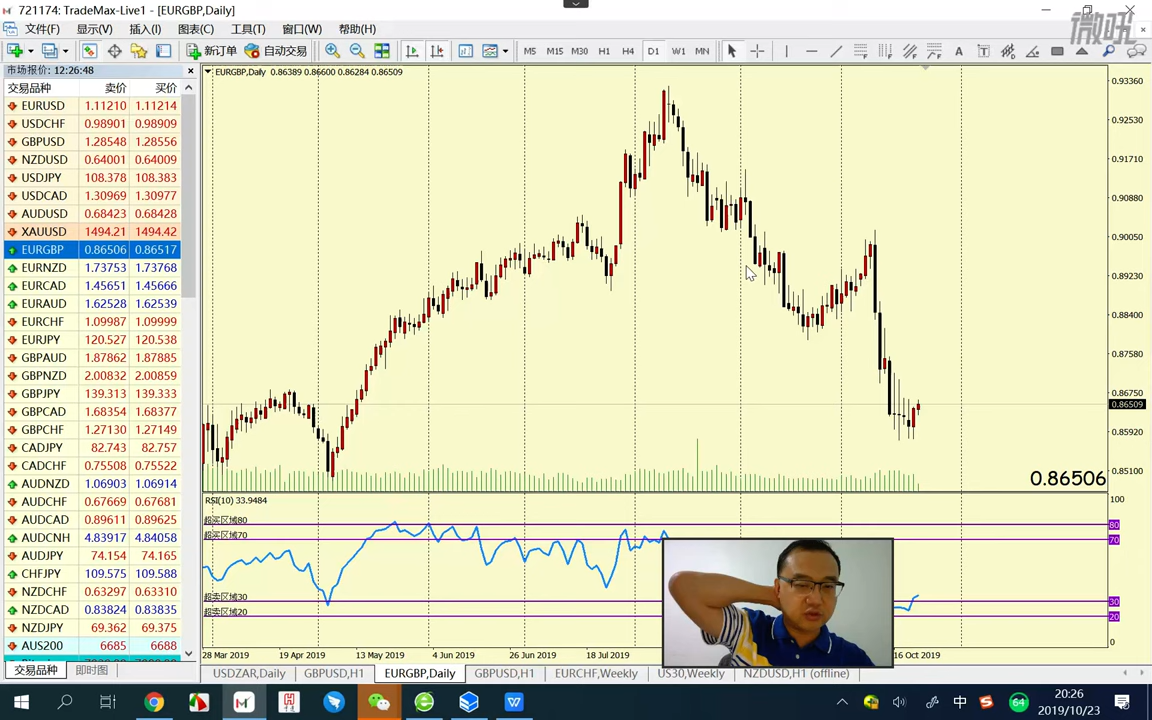 721174: TradeMax-Live1 - [EURGBP,Daily]
微吼
文件(F) 显示(V) 插入(I) 图表(C) 工具(T) 窗口(W) 帮助(H)
新订单 自动交易 M5 M15 M30 H1 H4 D1 W1 MN A T
市场报价: 12:26:48
交易品种 卖价 买价
EURUSD 1.11210 1.11214
USDCHF 0.98901 0.98909
GBPUSD 1.28548 1.28556
NZDUSD 0.64001 0.64009
USDJPY 108.378 108.383
USDCAD 1.30969 1.30977
AUDUSD 0.68423 0.68428
XAUUSD 1494.21 1494.42
EURGBP 0.86506 0.86517
EURNZD 1.73753 1.73768
EURCAD 1.45651 1.45666
EURAUD 1.62528 1.62539
EURCHF 1.09987 1.09999
EURJPY 120.527 120.538
GBPAUD 1.87862 1.87885
GBPNZD 2.00832 2.00859
GBPJPY 139.313 139.333
GBPCAD 1.68354 1.68377
GBPCHF 1.27130 1.27149
CADJPY 82.743 82.757
CADCHF 0.75508 0.75522
AUDNZD 1.06903 1.06914
AUDCHF 0.67669 0.67681
AUDCAD 0.89611 0.89625
AUDCNH 4.83917 4.84058
AUDJPY 74.154 74.165
CHFJPY 109.575 109.588
NZDCHF 0.63297 0.63310
NZDCAD 0.83824 0.83835
NZDJPY 69.362 69.375
AUS200 6685 6688
交易品种 即时图
EURGBP,Daily 0.86389 0.86600 0.86284 0.86509
0.93360
0.92530
0.91710
0.90880
0.90050
0.89230
0.88400
0.87580
0.86750
0.86509
0.85920
0.85100
0.86506
RSI(10) 33.9484
超买区域80
超买区域70
超卖区域30
超卖区域20
100
80
70
30
20
0
28 Mar 2019 19 Apr 2019 13 May 2019 4 Jun 2019 26 Jun 2019 18 Jul 2019 16 Oct 2019
USDZAR,Daily GBPUSD,H1 EURGBP,Daily GBPUSD,H1 EURCHF,Weekly US30,Weekly NZDUSD,H1 (offline)
中 64 20:26
2019/10/23